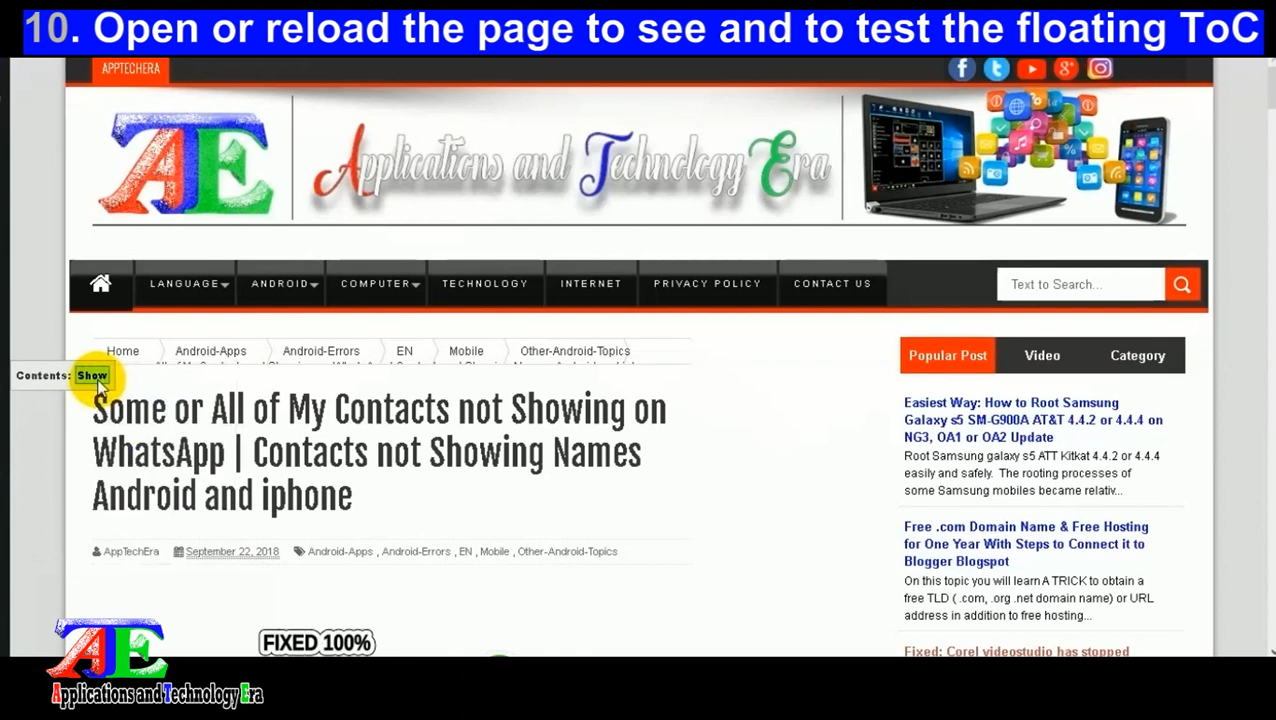 10. Open or reload the page to see and to test the floating ToC
APPTECHERA
ATE
Applications and Technology Era
HOME
LANGUAGE ANDROID COMPUTER TECHNOLOGY INTERNET PRIVACY POLICY CONTACT US
Text to Search...
Home Android-Apps Android-Errors EN Mobile Other-Android-Topics
Contents: Show
Some or All of My Contacts not Showing on
WhatsApp | Contacts not Showing Names
Android and iphone
AppTechEra September 22, 2018 Android-Apps , Android-Errors , EN , Mobile , Other-Android-Topics
FIXED 100%
Popular Post Video Category
Easiest Way: How to Root Samsung
Galaxy s5 SM-G900A AT&T 4.4.2 or 4.4.4 on
NG3, OA1 or OA2 Update
Root Samsung galaxy s5 ATT Kitkat 4.4.2 or 4.4.4
easily and safely. The rooting processes of
some Samsung mobiles became relativ...
Free .com Domain Name & Free Hosting
for One Year With Steps to Connect it to
Blogger Blogspot
On this topic you will learn A TRICK to obtain a
free TLD ( .com, .org .net domain name) or URL
address in addition to free hosting...
Fixed: Corel videostudio has stopped
ATE
Applications and Technology Era